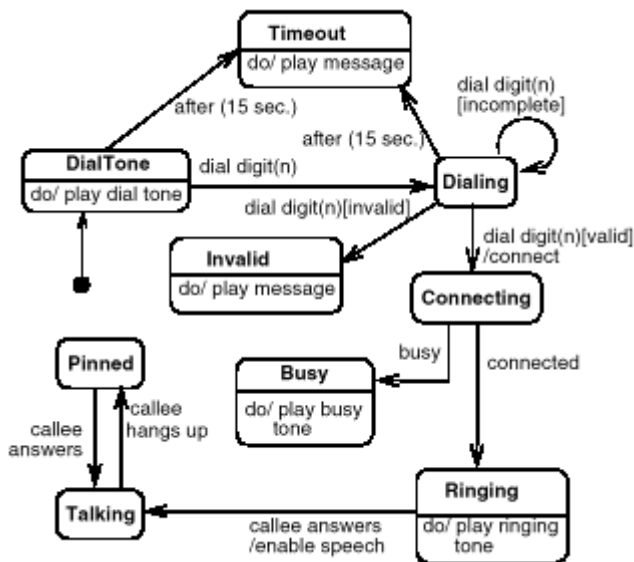 Timeout
do/ play message
dial digit(n)
[incomplete]
after (15 sec.)
after (15 sec.)
DialTone
do/ play dial tone
dial digit(n)
Dialing
dial digit(n)[invalid]
dial digit(n)[valid]
/connect
Invalid
do/ play message
Connecting
Pinned
busy
connected
Busy
do/ play busy
tone
callee
answers
callee
hangs up
Talking
callee answers
/enable speech
Ringing
do/ play ringing
tone